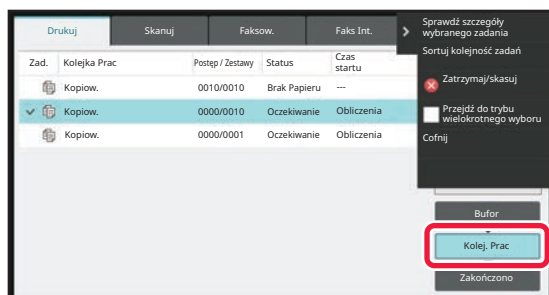 Drukuj Skanuj Faksow. Faks Int.
Zad. Kolejka Prac Postęp / Zestawy Status Czas startu
Kopiow. 0010/0010 Brak Papieru ---
Kopiow. 0000/0010 Oczekiwanie Obliczenia
Kopiow. 0000/0001 Oczekiwanie Obliczenia
Sprawdź szczegóły
wybranego zadania
Sortuj kolejność zadań
Zatrzymaj/skasuj
Przejdź do trybu
wielokrotnego wyboru
Cofnij
Bufor
Kolej. Prac
Zakończono